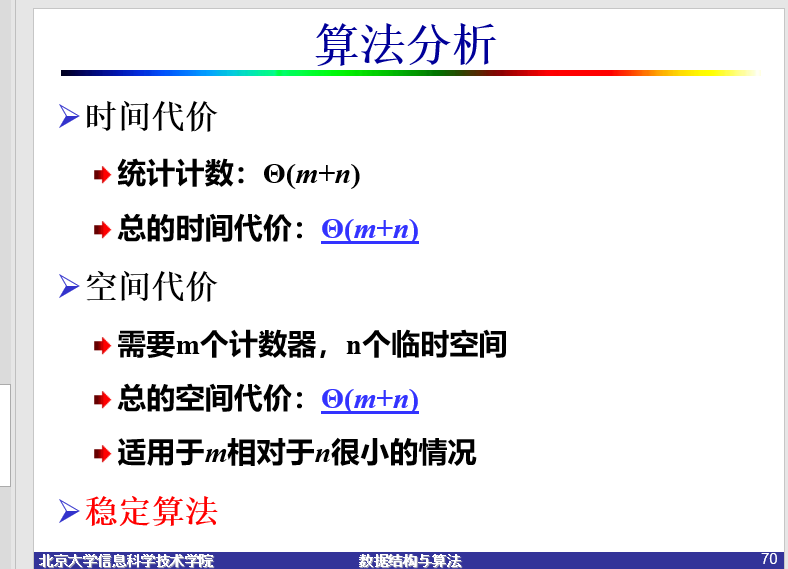 算法分析
时间代价
统计计数：Θ(m+n)
总的时间代价：Θ(m+n)
空间代价
需要m个计数器，n个临时空间
总的空间代价：Θ(m+n)
适用于m相对于n很小的情况
稳定算法
北京大学信息科学技术学院
数据结构与算法
70